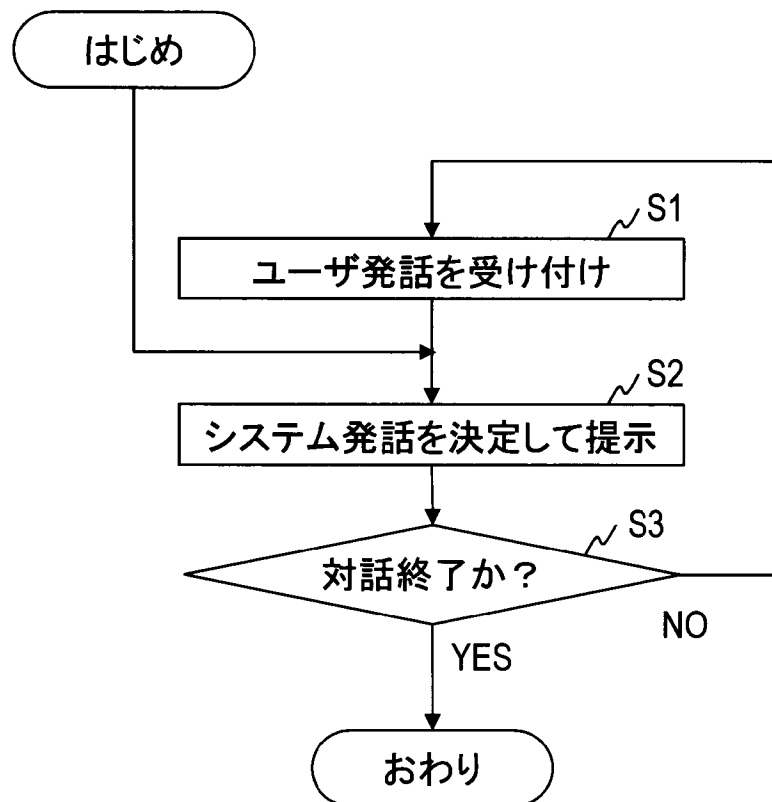 はじめ
S1
ユーザ発話を受け付け
S2
システム発話を決定して提示
S3
対話終了か？
NO
YES
おわり